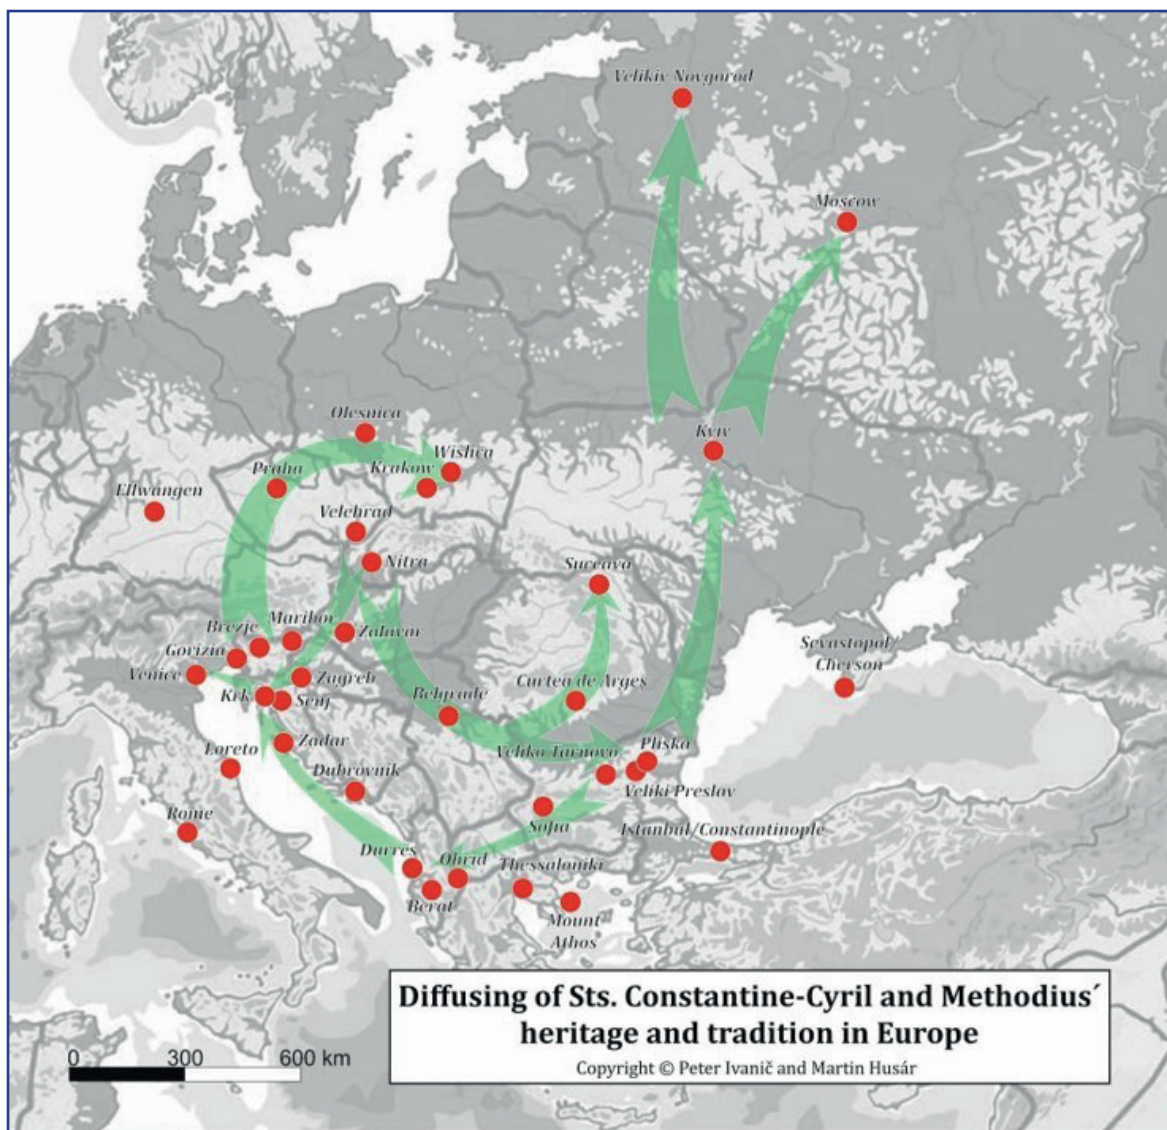 Velikiy Novgorod
Moscow
Kyiv
Olesnica
Wislica
Krakow
Praha
Ellwangen
Velehrad
Nitra
Suceava
Maribor
Brezje
Zalavar
Gorizia
Venice
Zagreb
Krk
Senj
Sevastopol/
Cherson
Curtea de Arges
Belgrade
Zadar
Loreto
Pliska
Veliko Tarnovo
Dubrovnik
Veliki Preslav
Rome
Sofia
Istanbul/Constantinople
Durrës
Ohrid
Thessaloniki
Berat
Mount
Athos
Diffusing of Sts. Constantine-Cyril and Methodius´
heritage and tradition in Europe
Copyright © Peter Ivanič and Martin Husár
0 300 600 km